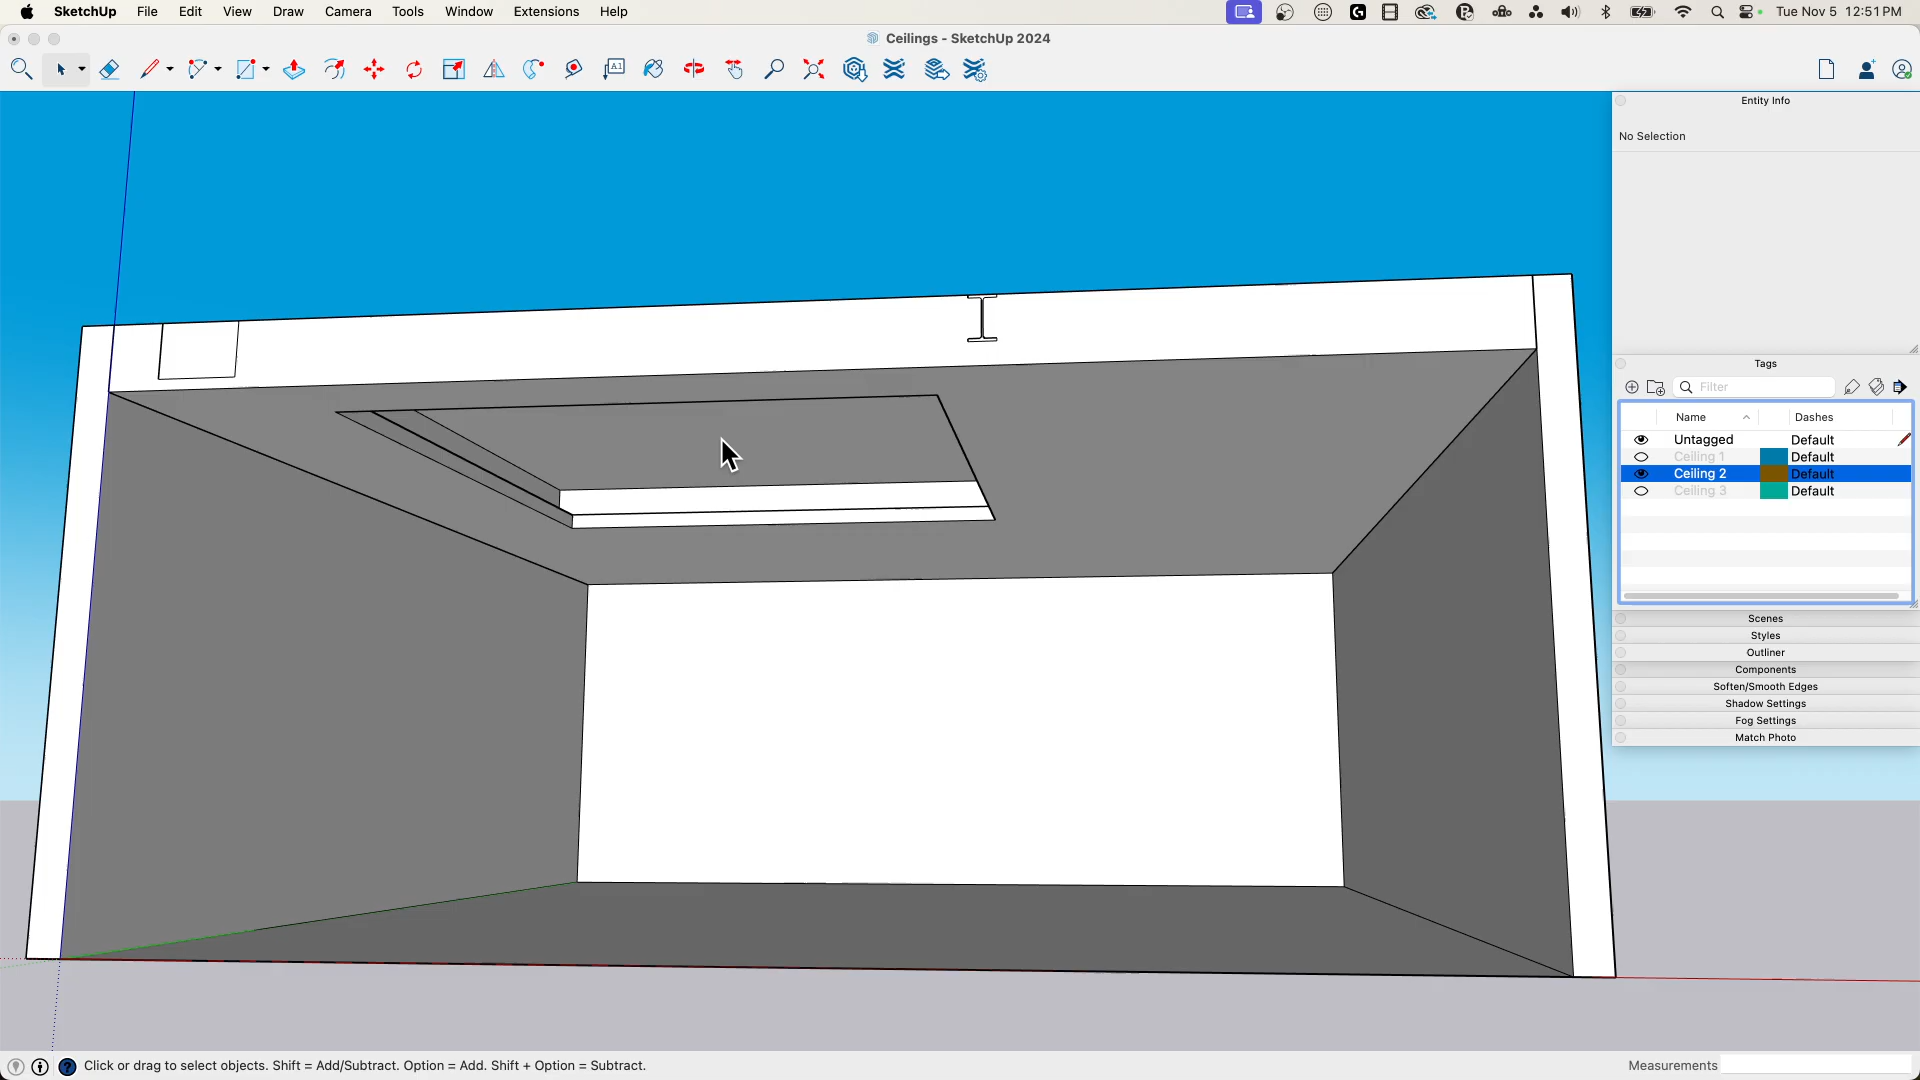 SketchUp File Edit View Draw Camera Tools Window Extensions Help Tue Nov 5 12:51 PM
Ceilings - SketchUp 2024
A1
Entity Info
No Selection
Tags
Filter
Name Dashes
Untagged Default
Ceiling 1 Default
Ceiling 2 Default
Ceiling 3 Default
Scenes
Styles
Outliner
Components
Soften/Smooth Edges
Shadow Settings
Fog Settings
Match Photo
Click or drag to select objects. Shift = Add/Subtract. Option = Add. Shift + Option = Subtract.
Measurements